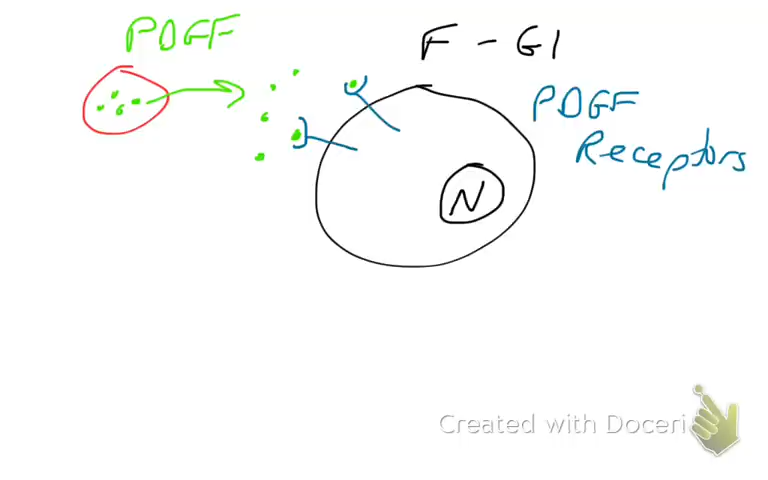 PDGF
F - G1
PDGF
Receptors
N
Created with Doceri